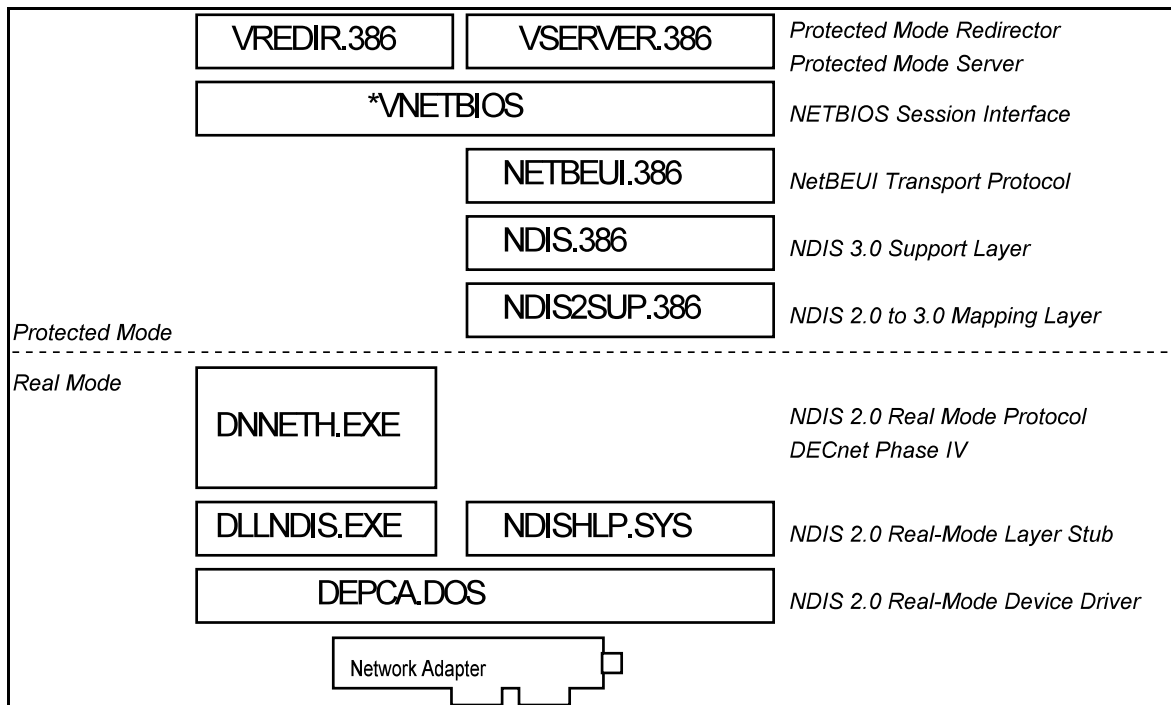 VREDIR.386 VSERVER.386 Protected Mode Redirector
Protected Mode Server
*VNETBIOS NETBIOS Session Interface
NETBEUI.386 NetBEUI Transport Protocol
NDIS.386 NDIS 3.0 Support Layer
NDIS2SUP.386 NDIS 2.0 to 3.0 Mapping Layer
Protected Mode
Real Mode
DNNETH.EXE NDIS 2.0 Real Mode Protocol
DECnet Phase IV
DLLNDIS.EXE NDISHLP.SYS NDIS 2.0 Real-Mode Layer Stub
DEPCA.DOS NDIS 2.0 Real-Mode Device Driver
Network Adapter